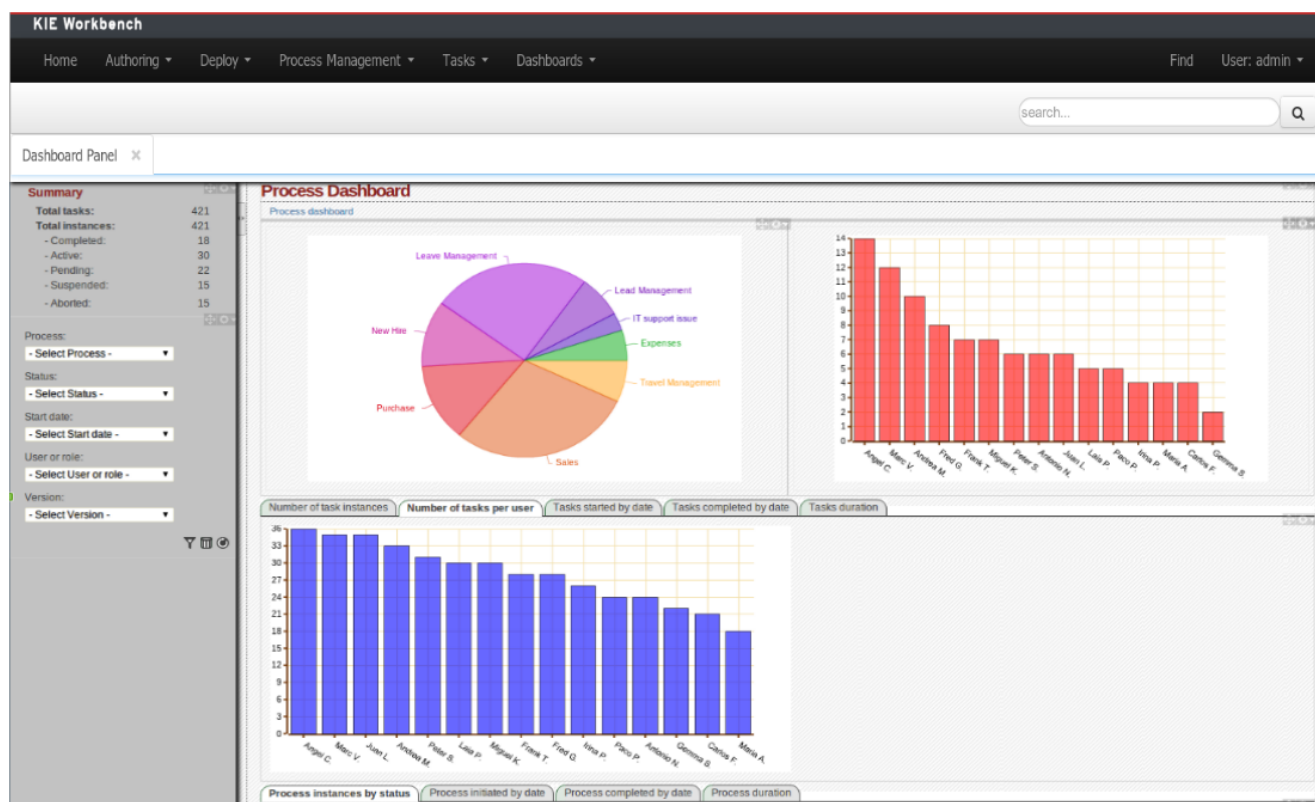 KIE Workbench
Home Authoring Deploy Process Management Tasks Dashboards Find User: admin
search...
Dashboard Panel
Summary
Total tasks: 421
Total instances: 421
- Completed: 18
- Active: 30
- Pending: 22
- Suspended: 15
- Aborted: 15
Process:
- Select Process -
Status:
- Select Status -
Start date:
- Select Start date -
User or role:
- Select User or role -
Version:
- Select Version -
Process Dashboard
Process dashboard
Leave Management
Lead Management
IT support issue
Expenses
Travel Management
Sales
Purchase
New Hire
14
13
12
11
10
9
8
7
6
5
4
3
2
1
0
Angel C. Marc V. Andrea M. Fred G. Frank T. Miguel K. Peter S. Antonio N. Juan L. Laia P. Paco P. Irina P. Maria A. Carlos F. Gemma S.
Number of task instances Number of tasks per user Tasks started by date Tasks completed by date Tasks duration
36
33
30
27
24
21
18
15
12
9
6
3
0
Angel C. Marc V. Juan L. Andrea M. Peter S. Laia P. Miguel K. Frank T. Fred G. Irina P. Paco P. Antonio N. Gemma S. Carlos F. Maria A.
Process instances by status Process initiated by date Process completed by date Process duration